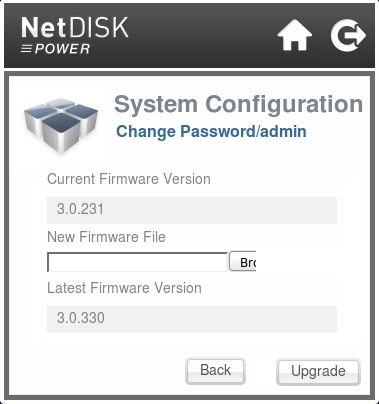 NetDISK
POWER
System Configuration
Change Password/admin
Current Firmware Version
3.0.231
New Firmware File
Bro
Latest Firmware Version
3.0.330
Back
Upgrade